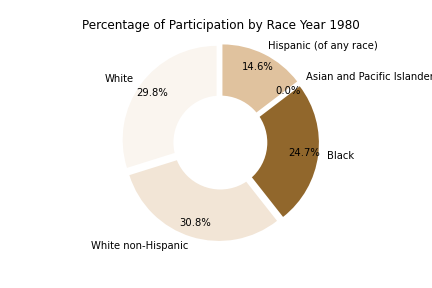 Percentage of Participation by Race Year 1980
Hispanic (of any race)
14.6%
Asian and Pacific Islander
0.0%
White
29.8%
24.7%
Black
30.8%
White non-Hispanic